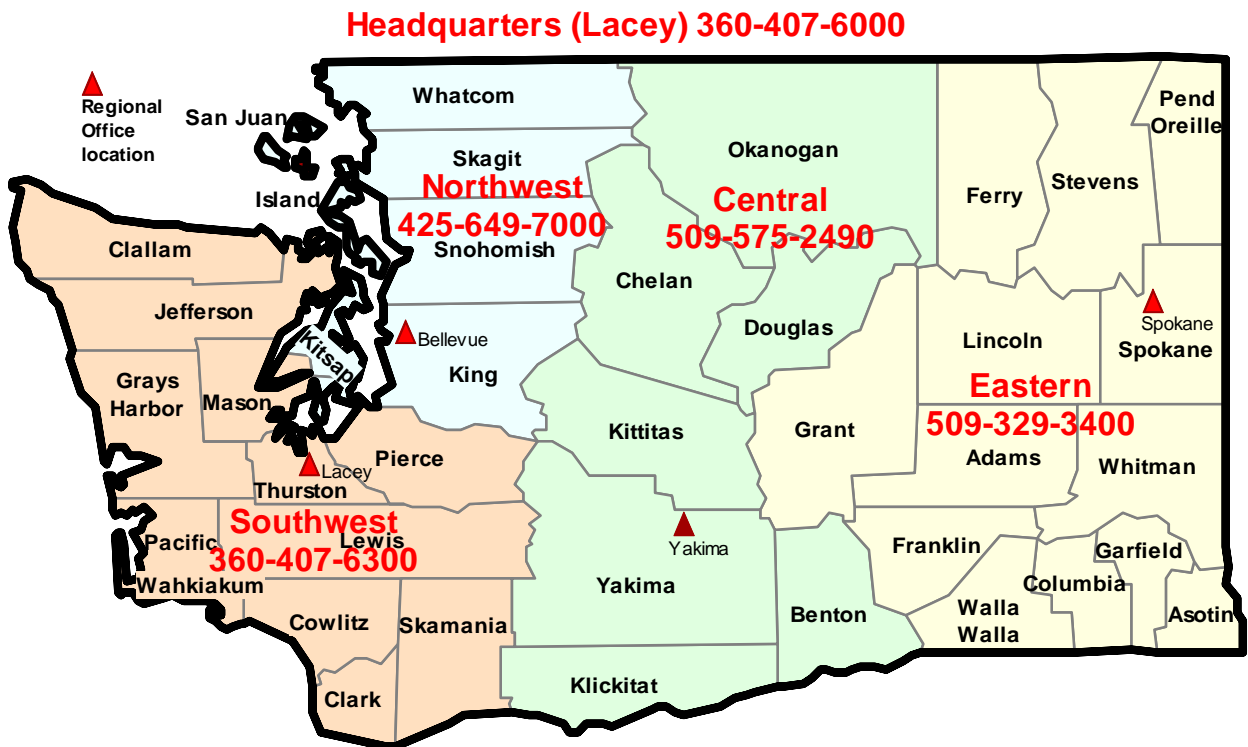 Headquarters (Lacey) 360-407-6000
Regional
Office
location
San Juan
Island
Whatcom
Skagit
Northwest
425-649-7000
Snohomish
Bellevue
King
Kitsap
Okanogan
Central
509-575-2490
Chelan
Douglas
Kittitas
Yakima
Yakima
Benton
Klickitat
Pend
Oreille
Stevens
Ferry
Lincoln
Spokane
Spokane
Eastern
509-329-3400
Grant
Adams
Whitman
Franklin
Garfield
Columbia
Walla
Walla
Asotin
Clallam
Jefferson
Grays
Harbor
Mason
Pierce
Lacey
Thurston
Southwest
360-407-6300
Lewis
Pacific
Wahkiakum
Cowlitz
Skamania
Clark